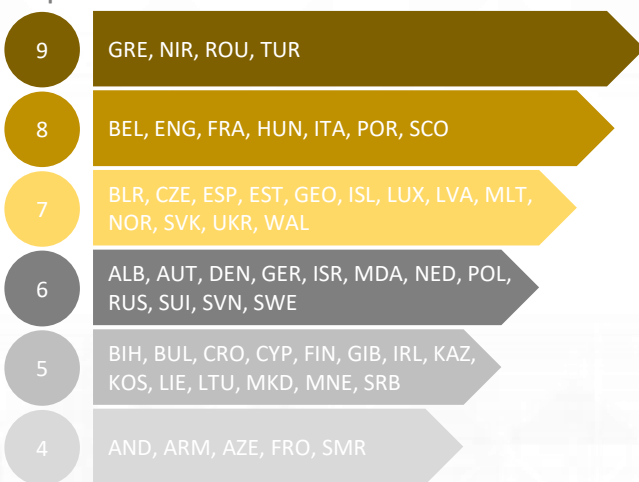 9
GRE, NIR, ROU, TUR
8
BEL, ENG, FRA, HUN, ITA, POR, SCO
7
BLR, CZE, ESP, EST, GEO, ISL, LUX, LVA, MLT,
NOR, SVK, UKR, WAL
6
ALB, AUT, DEN, GER, ISR, MDA, NED, POL,
RUS, SUI, SVN, SWE
5
BIH, BUL, CRO, CYP, FIN, GIB, IRL, KAZ,
KOS, LIE, LTU, MKD, MNE, SRB
4
AND, ARM, AZE, FRO, SMR